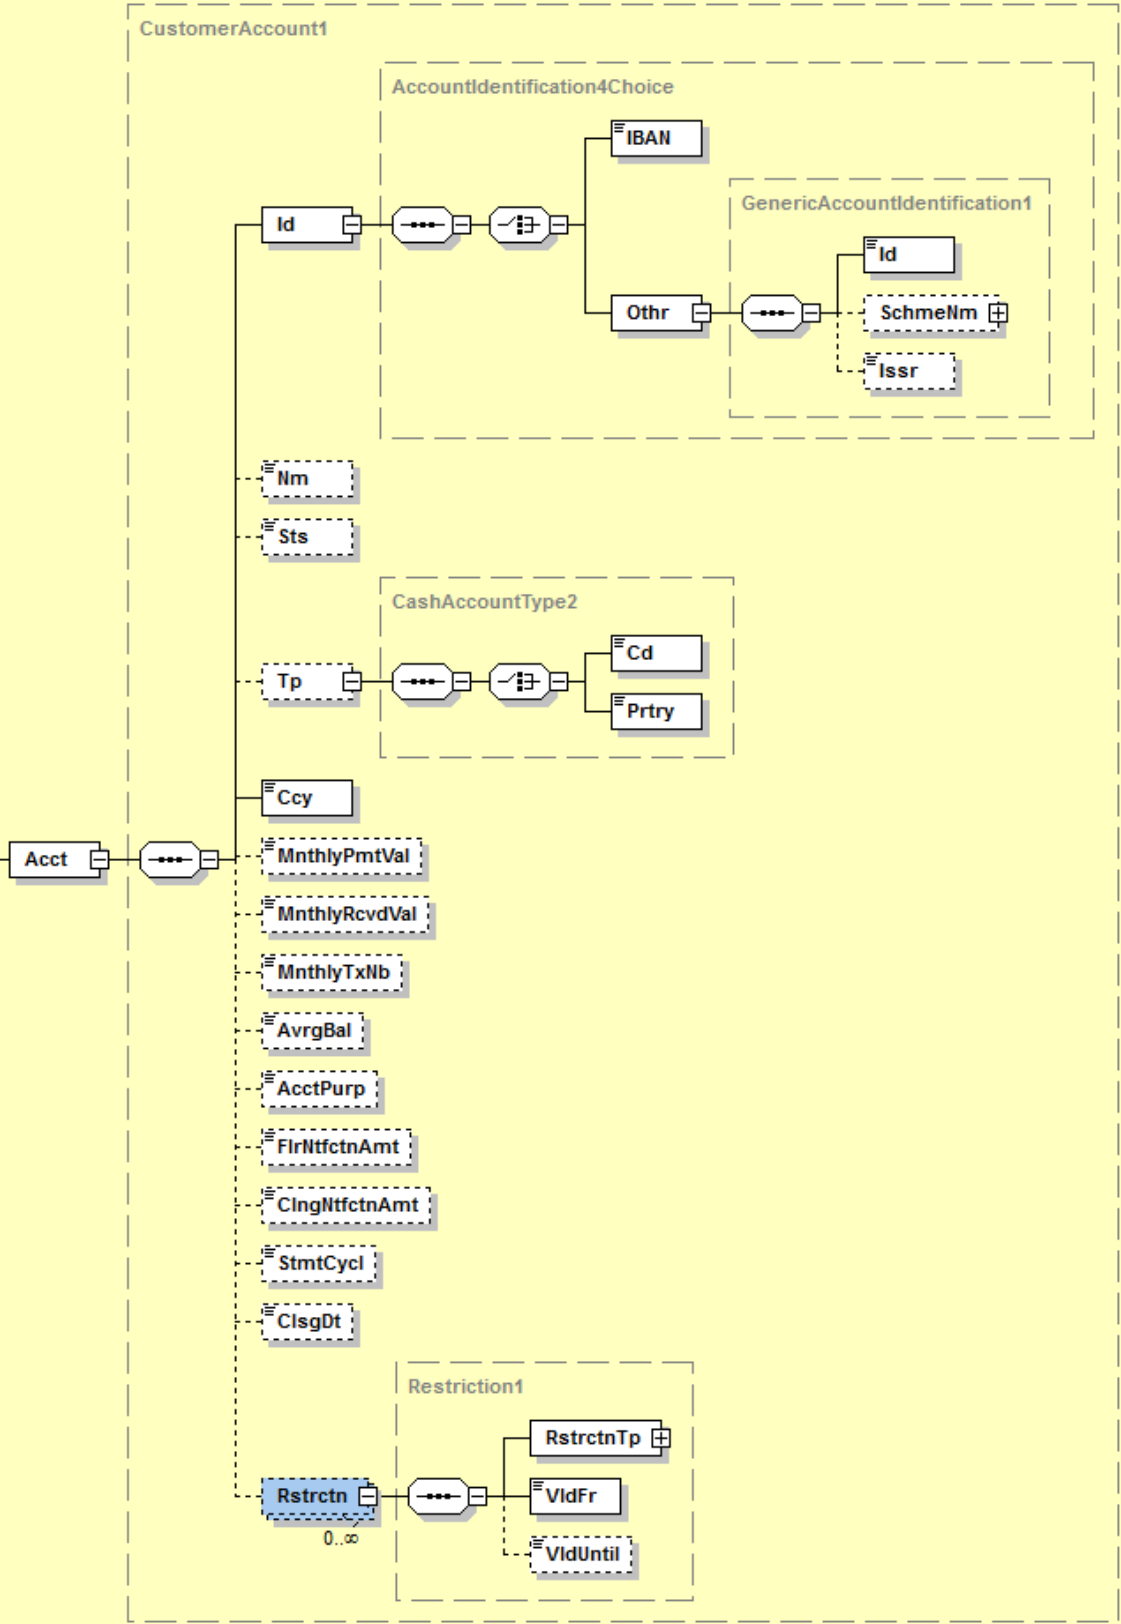 CustomerAccount1
AccountIdentification4Choice
IBAN
GenericAccountIdentification1
Id
Id
Othr
SchmeNm
Issr
Nm
Sts
CashAccountType2
Cd
Tp
Prtry
Ccy
Acct
MnthlyPmtVal
MnthlyRcvdVal
MnthlyTxNb
AvrgBal
AcctPurp
FlrNtfctnAmt
ClngNtfctnAmt
StmtCycl
ClsgDt
Restriction1
RstrctnTp
Rstrctn
VldFr
0..∞
VldUntil